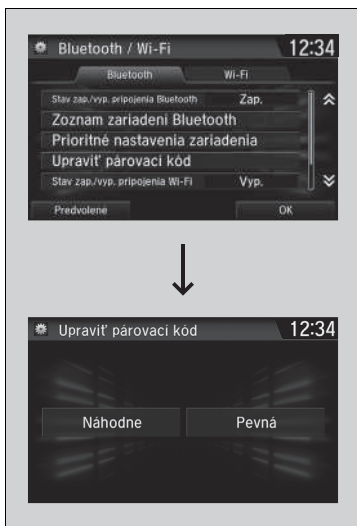 Bluetooth / Wi-Fi 12:34
Bluetooth Wi-Fi
Stav zap./vyp. pripojenia Bluetooth Zap.
Zoznam zariadení Bluetooth
Prioritné nastavenia zariadenia
Upraviť párovací kód
Stav zap./vyp. pripojenia Wi-Fi Vyp.
Predvolené OK
Upraviť párovací kód 12:34
Náhodne Pevná